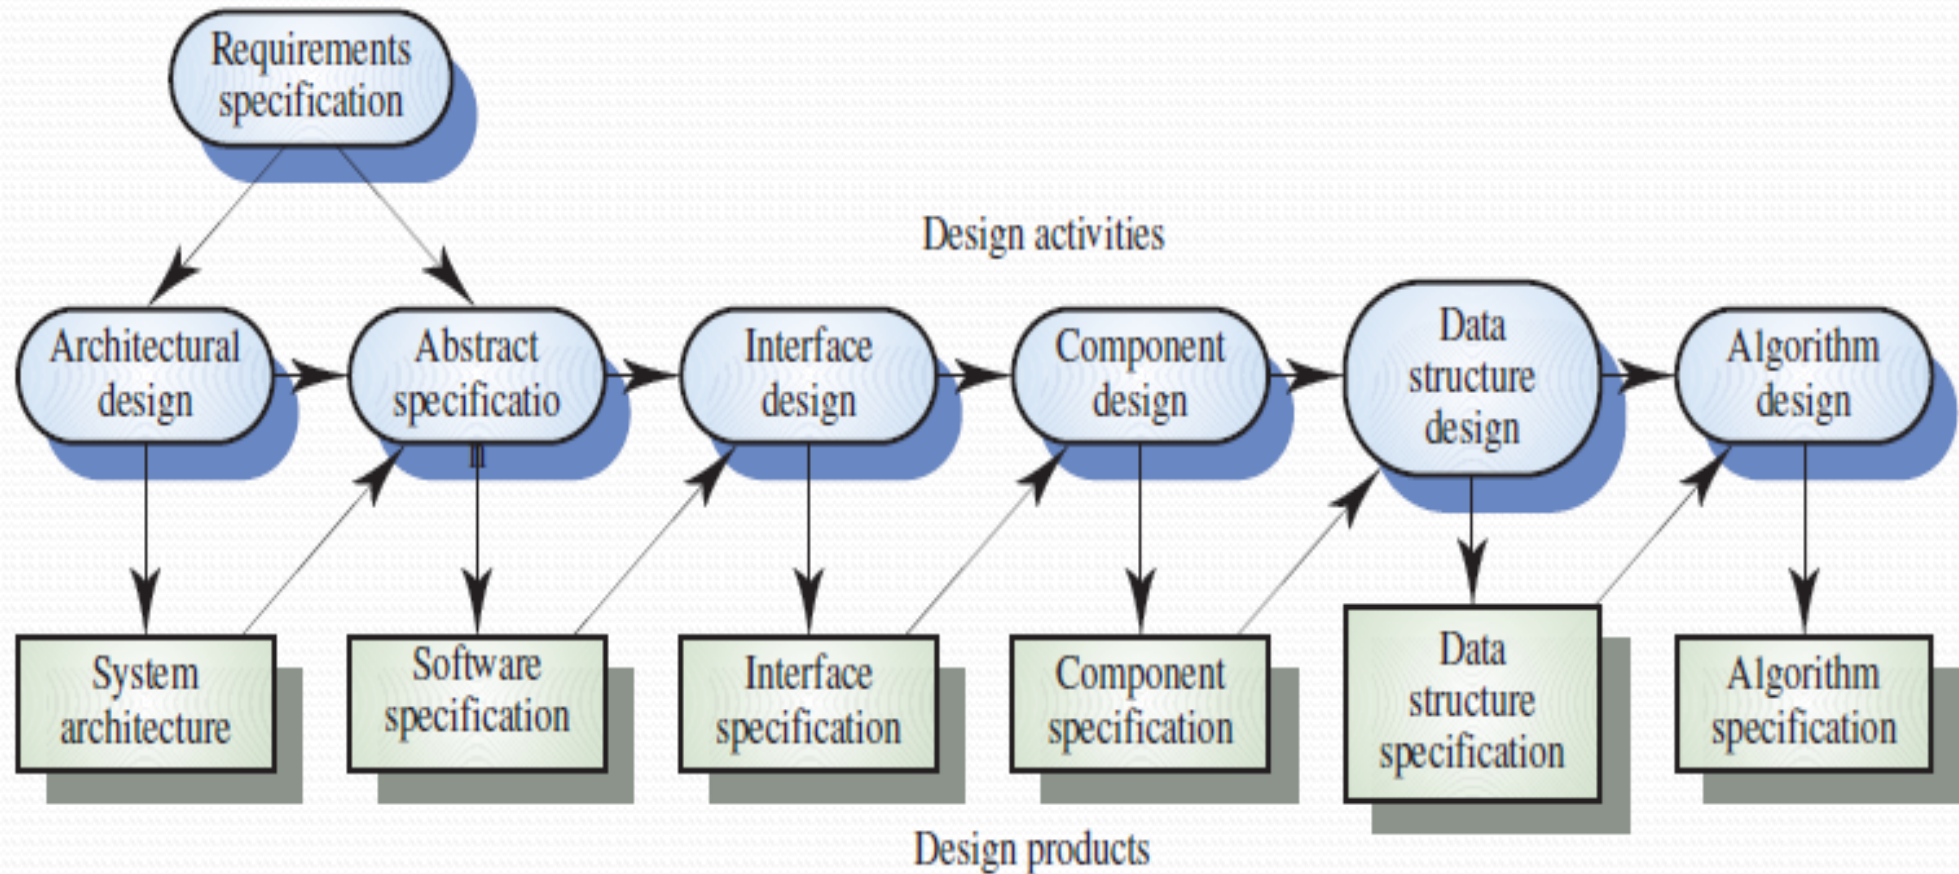 Requirements
specification
Design activities
Architectural
design
Abstract
specificatio
n
Interface
design
Component
design
Data
structure
design
Algorithm
design
System
architecture
Software
specification
Interface
specification
Component
specification
Data
structure
specification
Algorithm
specification
Design products